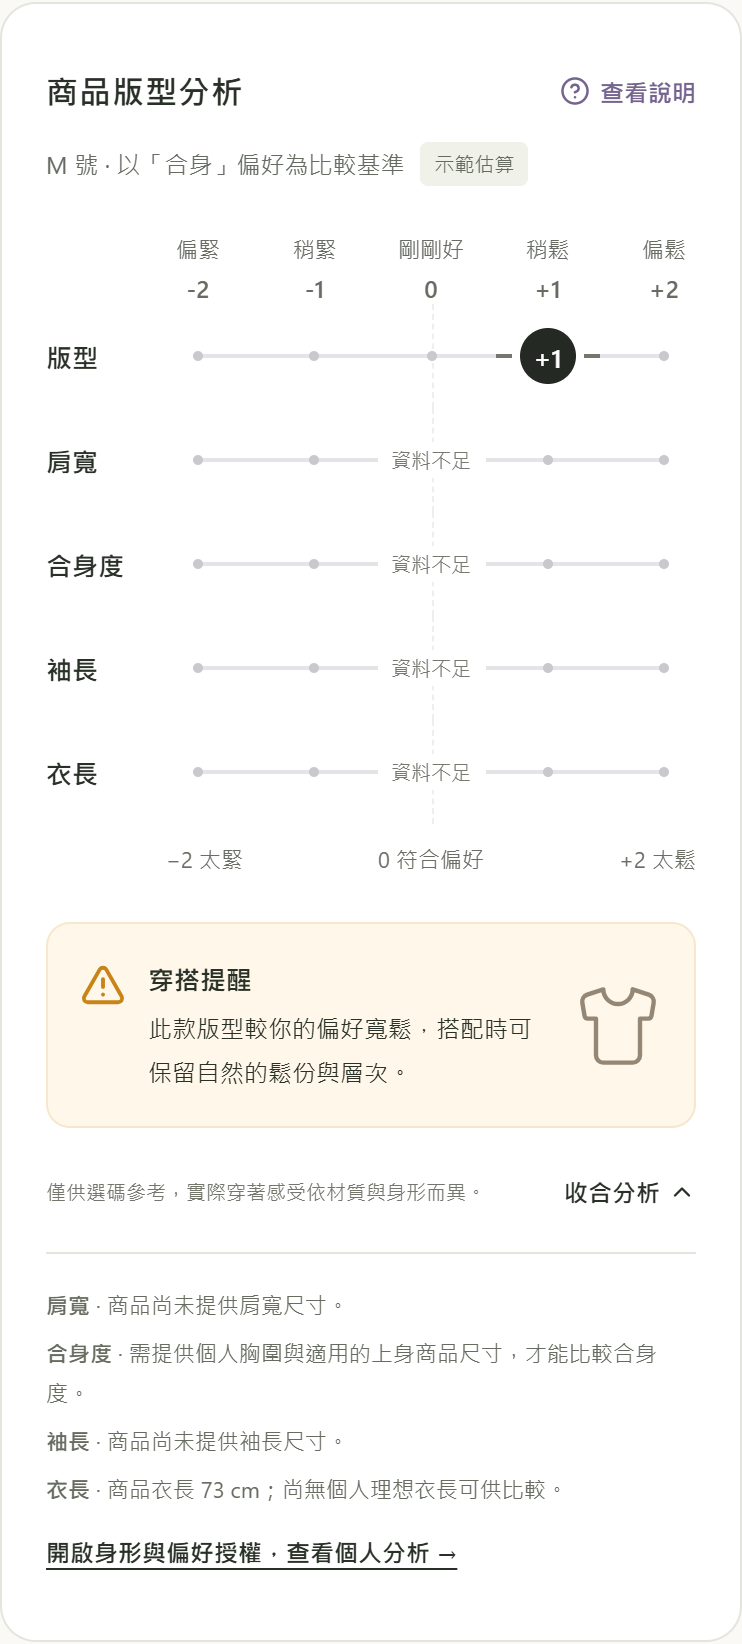 商品版型分析
查看說明
M 號 · 以「合身」偏好為比較基準
示範估算
偏緊 稍緊 剛剛好 稍鬆 偏鬆
-2 -1 0 +1 +2
版型 +1
肩寬 資料不足
合身度 資料不足
袖長 資料不足
衣長 資料不足
−2 太緊 0 符合偏好 +2 太鬆
穿搭提醒
此款版型較你的偏好寬鬆，搭配時可
保留自然的鬆份與層次。
僅供選碼參考，實際穿著感受依材質與身形而異。
收合分析
肩寬 · 商品尚未提供肩寬尺寸。
合身度 · 需提供個人胸圍與適用的上身商品尺寸，才能比較合身
度。
袖長 · 商品尚未提供袖長尺寸。
衣長 · 商品衣長 73 cm；尚無個人理想衣長可供比較。
開啟身形與偏好授權，查看個人分析 →